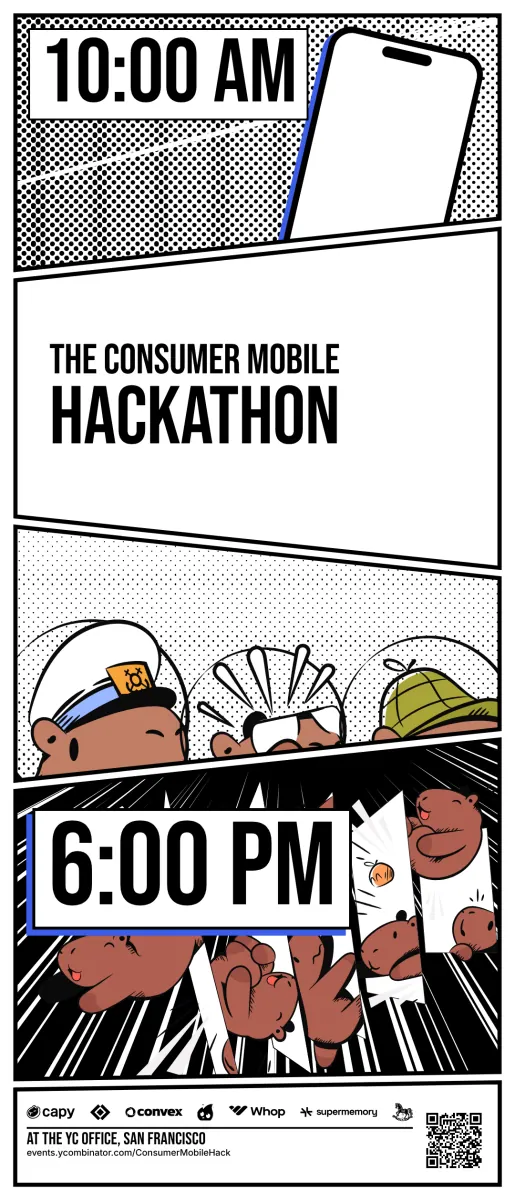 10:00 AM
THE CONSUMER MOBILE
HACKATHON
6:00 PM
capy
convex
Whop
supermemory
AT THE YC OFFICE, SAN FRANCISCO
events.ycombinator.com/ConsumerMobileHack